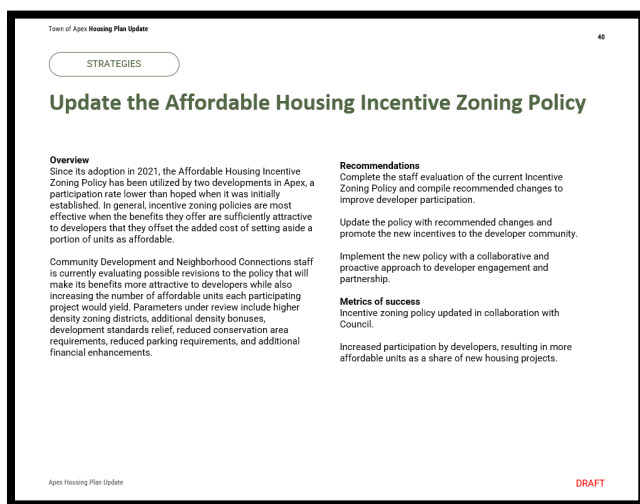 Town of Apex Housing Plan Update
40
STRATEGIES
Update the Affordable Housing Incentive Zoning Policy
Overview
Since its adoption in 2021, the Affordable Housing Incentive
Zoning Policy has been utilized by two developments in Apex, a
participation rate lower than hoped when it was initially
established. In general, incentive zoning policies are most
effective when the benefits they offer are sufficiently attractive
to developers that they offset the added cost of setting aside a
portion of units as affordable.
Community Development and Neighborhood Connections staff
is currently evaluating possible revisions to the policy that will
make its benefits more attractive to developers while also
increasing the number of affordable units each participating
project would yield. Parameters under review include higher
density zoning districts, additional density bonuses,
development standards relief, reduced conservation area
requirements, reduced parking requirements, and additional
financial enhancements.
Recommendations
Complete the staff evaluation of the current Incentive
Zoning Policy and compile recommended changes to
improve developer participation.
Update the policy with recommended changes and
promote the new incentives to the developer community.
Implement the new policy with a collaborative and
proactive approach to developer engagement and
partnership.
Metrics of success
Incentive zoning policy updated in collaboration with
Council.
Increased participation by developers, resulting in more
affordable units as a share of new housing projects.
Apex Housing Plan Update
DRAFT